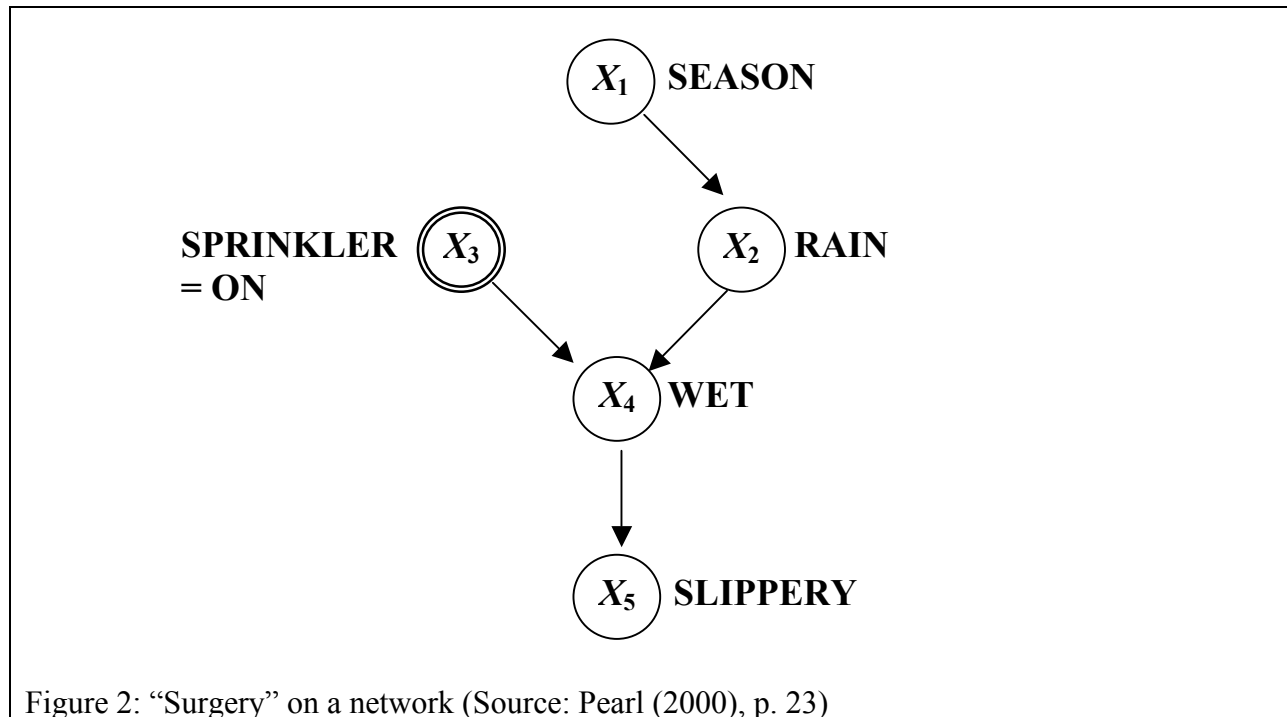 X1 SEASON
SPRINKLER
= ON
X3
X2 RAIN
X4 WET
X5 SLIPPERY
Figure 2: “Surgery” on a network (Source: Pearl (2000), p. 23)